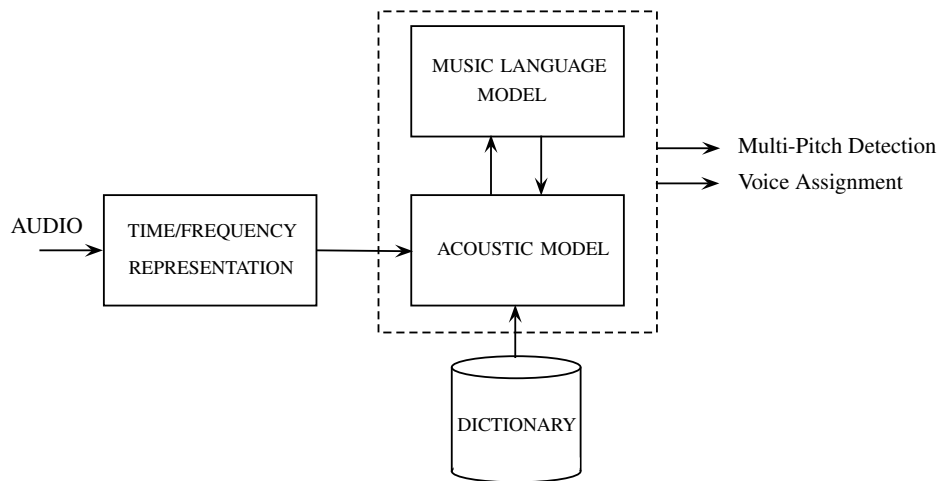 MUSIC LANGUAGE
MODEL
Multi-Pitch Detection
Voice Assignment
AUDIO
TIME/FREQUENCY
REPRESENTATION
ACOUSTIC MODEL
DICTIONARY